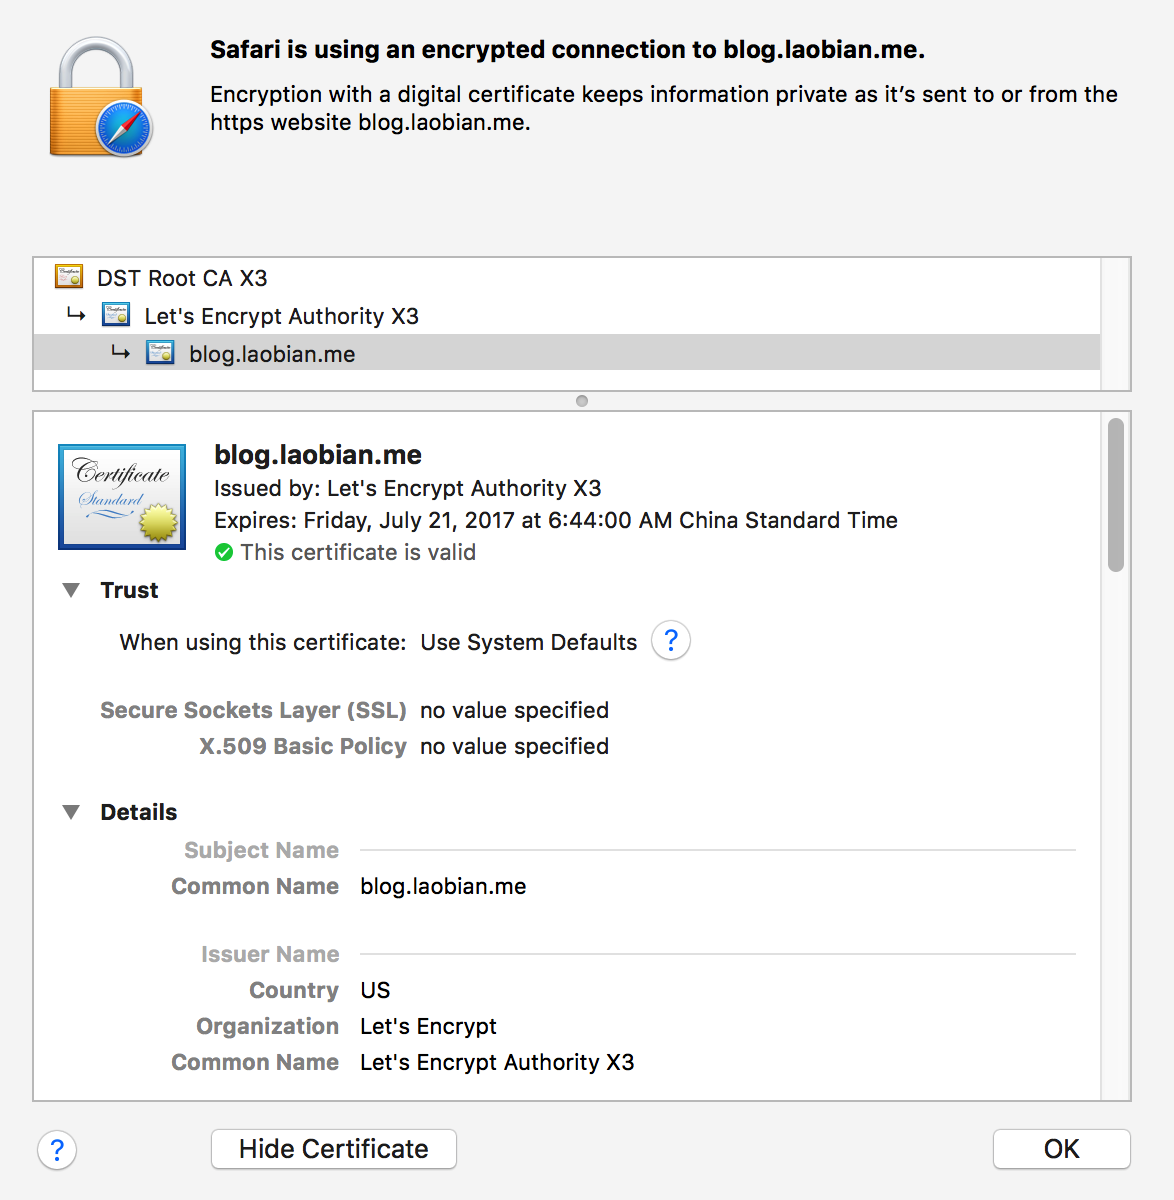 Safari is using an encrypted connection to blog.laobian.me.
Encryption with a digital certificate keeps information private as it’s sent to or from the
https website blog.laobian.me.
DST Root CA X3
Let's Encrypt Authority X3
blog.laobian.me
Certificate
Standard
blog.laobian.me
Issued by: Let's Encrypt Authority X3
Expires: Friday, July 21, 2017 at 6:44:00 AM China Standard Time
This certificate is valid
Trust
When using this certificate: Use System Defaults ?
Secure Sockets Layer (SSL) no value specified
X.509 Basic Policy no value specified
Details
Subject Name
Common Name blog.laobian.me
Issuer Name
Country US
Organization Let's Encrypt
Common Name Let's Encrypt Authority X3
? Hide Certificate OK